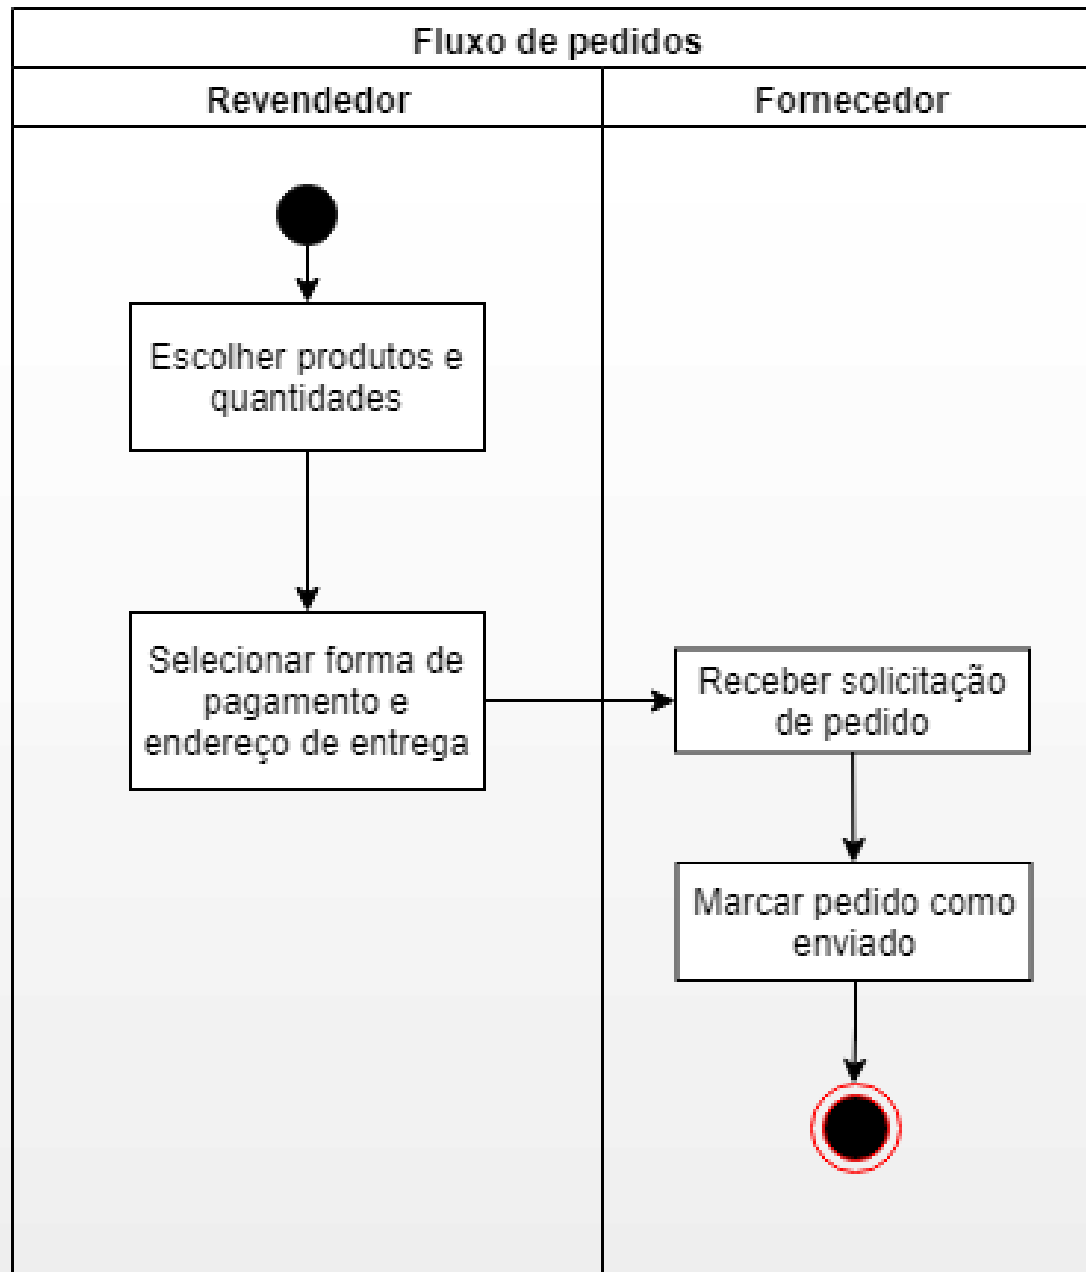 Fluxo de pedidos
Revendedor
Fornecedor
Escolher produtos e
quantidades
Selecionar forma de
pagamento e
endereço de entrega
Receber solicitação
de pedido
Marcar pedido como
enviado